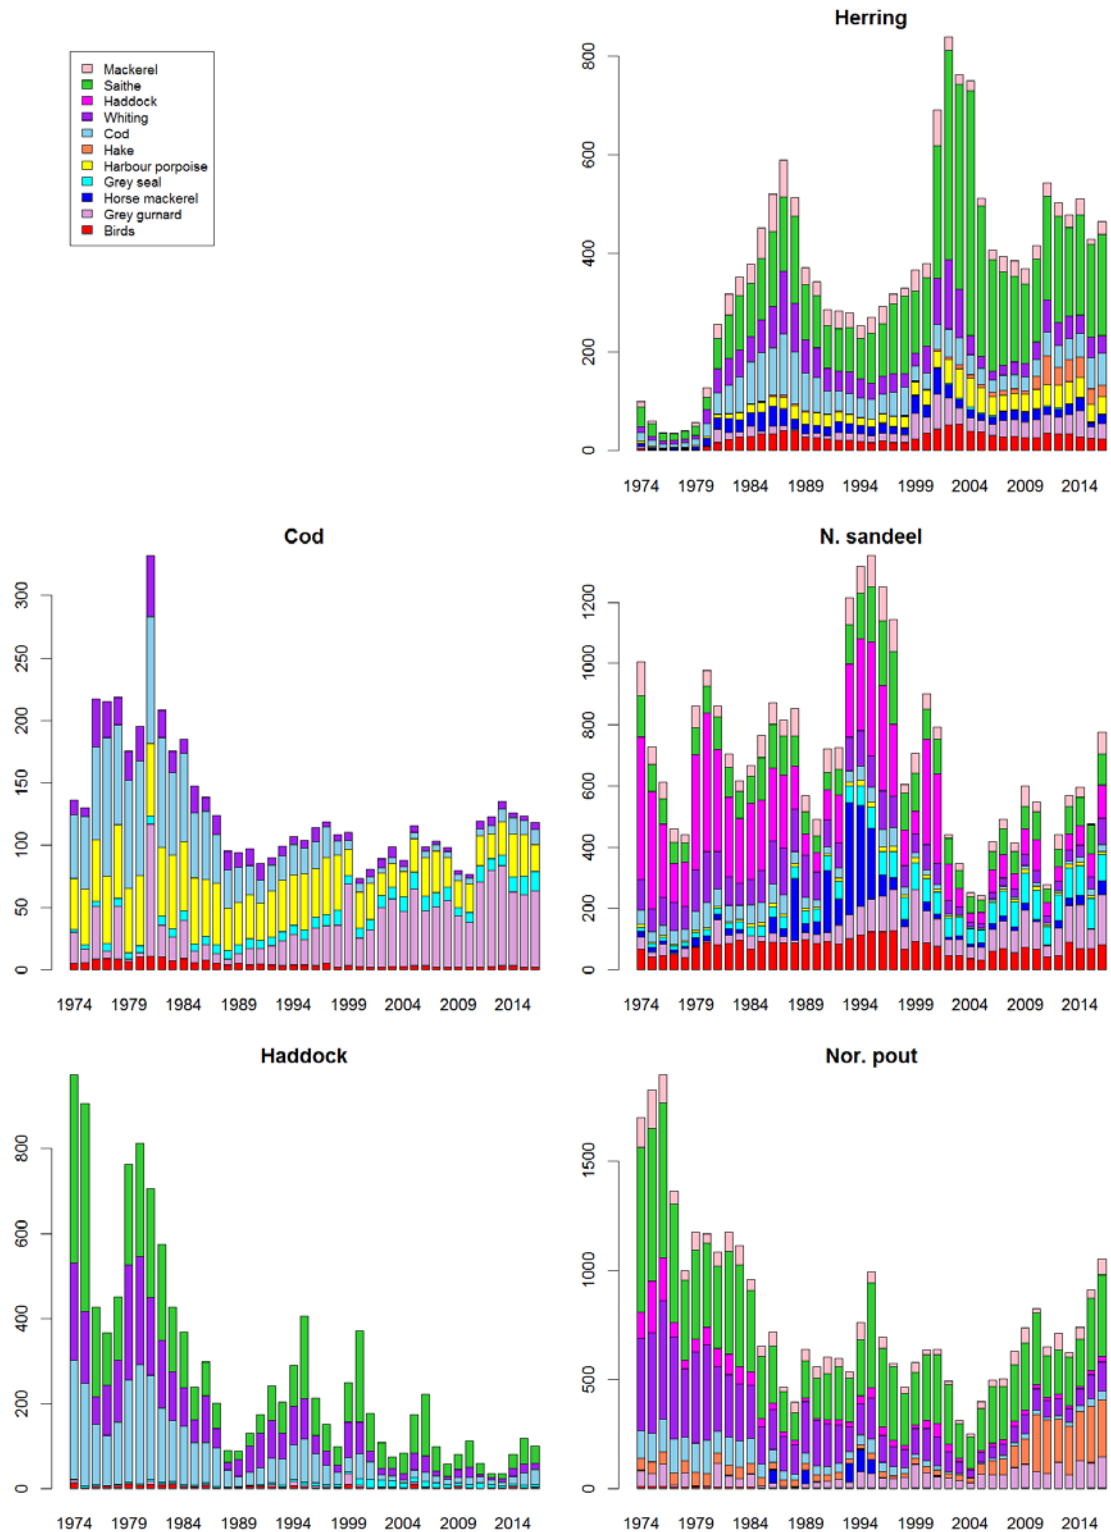 Herring
Mackerel
Saithe
Haddock
Whiting
Cod
Hake
Harbour porpoise
Grey seal
Horse mackerel
Grey gurnard
Birds
800
600
400
200
0
1974 1979 1984 1989 1994 1999 2004 2009 2014
Cod
300
250
200
150
100
50
0
1974 1979 1984 1989 1994 1999 2004 2009 2014
N. sandeel
1200
1000
800
600
400
200
0
1974 1979 1984 1989 1994 1999 2004 2009 2014
Haddock
800
600
400
200
0
1974 1979 1984 1989 1994 1999 2004 2009 2014
Nor. pout
1500
1000
500
0
1974 1979 1984 1989 1994 1999 2004 2009 2014